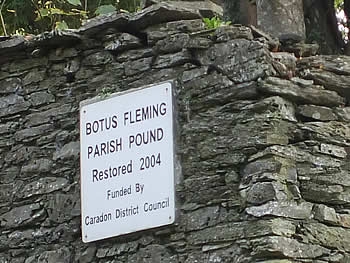 BOTUS FLEMING
PARISH POUND
Restored 2004
Funded By
Caradon District Council